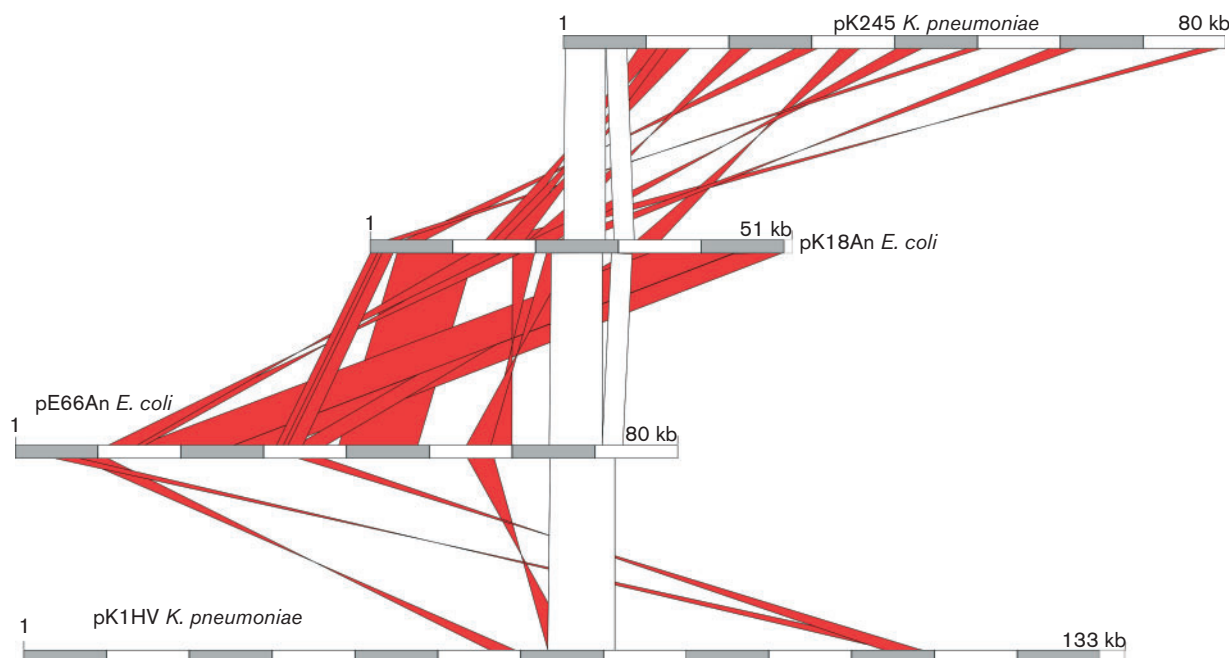 1
pK245 K. pneumoniae
80 kb
1
51 kb
pK18An E. coli
pE66An E. coli
1
80 kb
pK1HV K. pneumoniae
1
133 kb